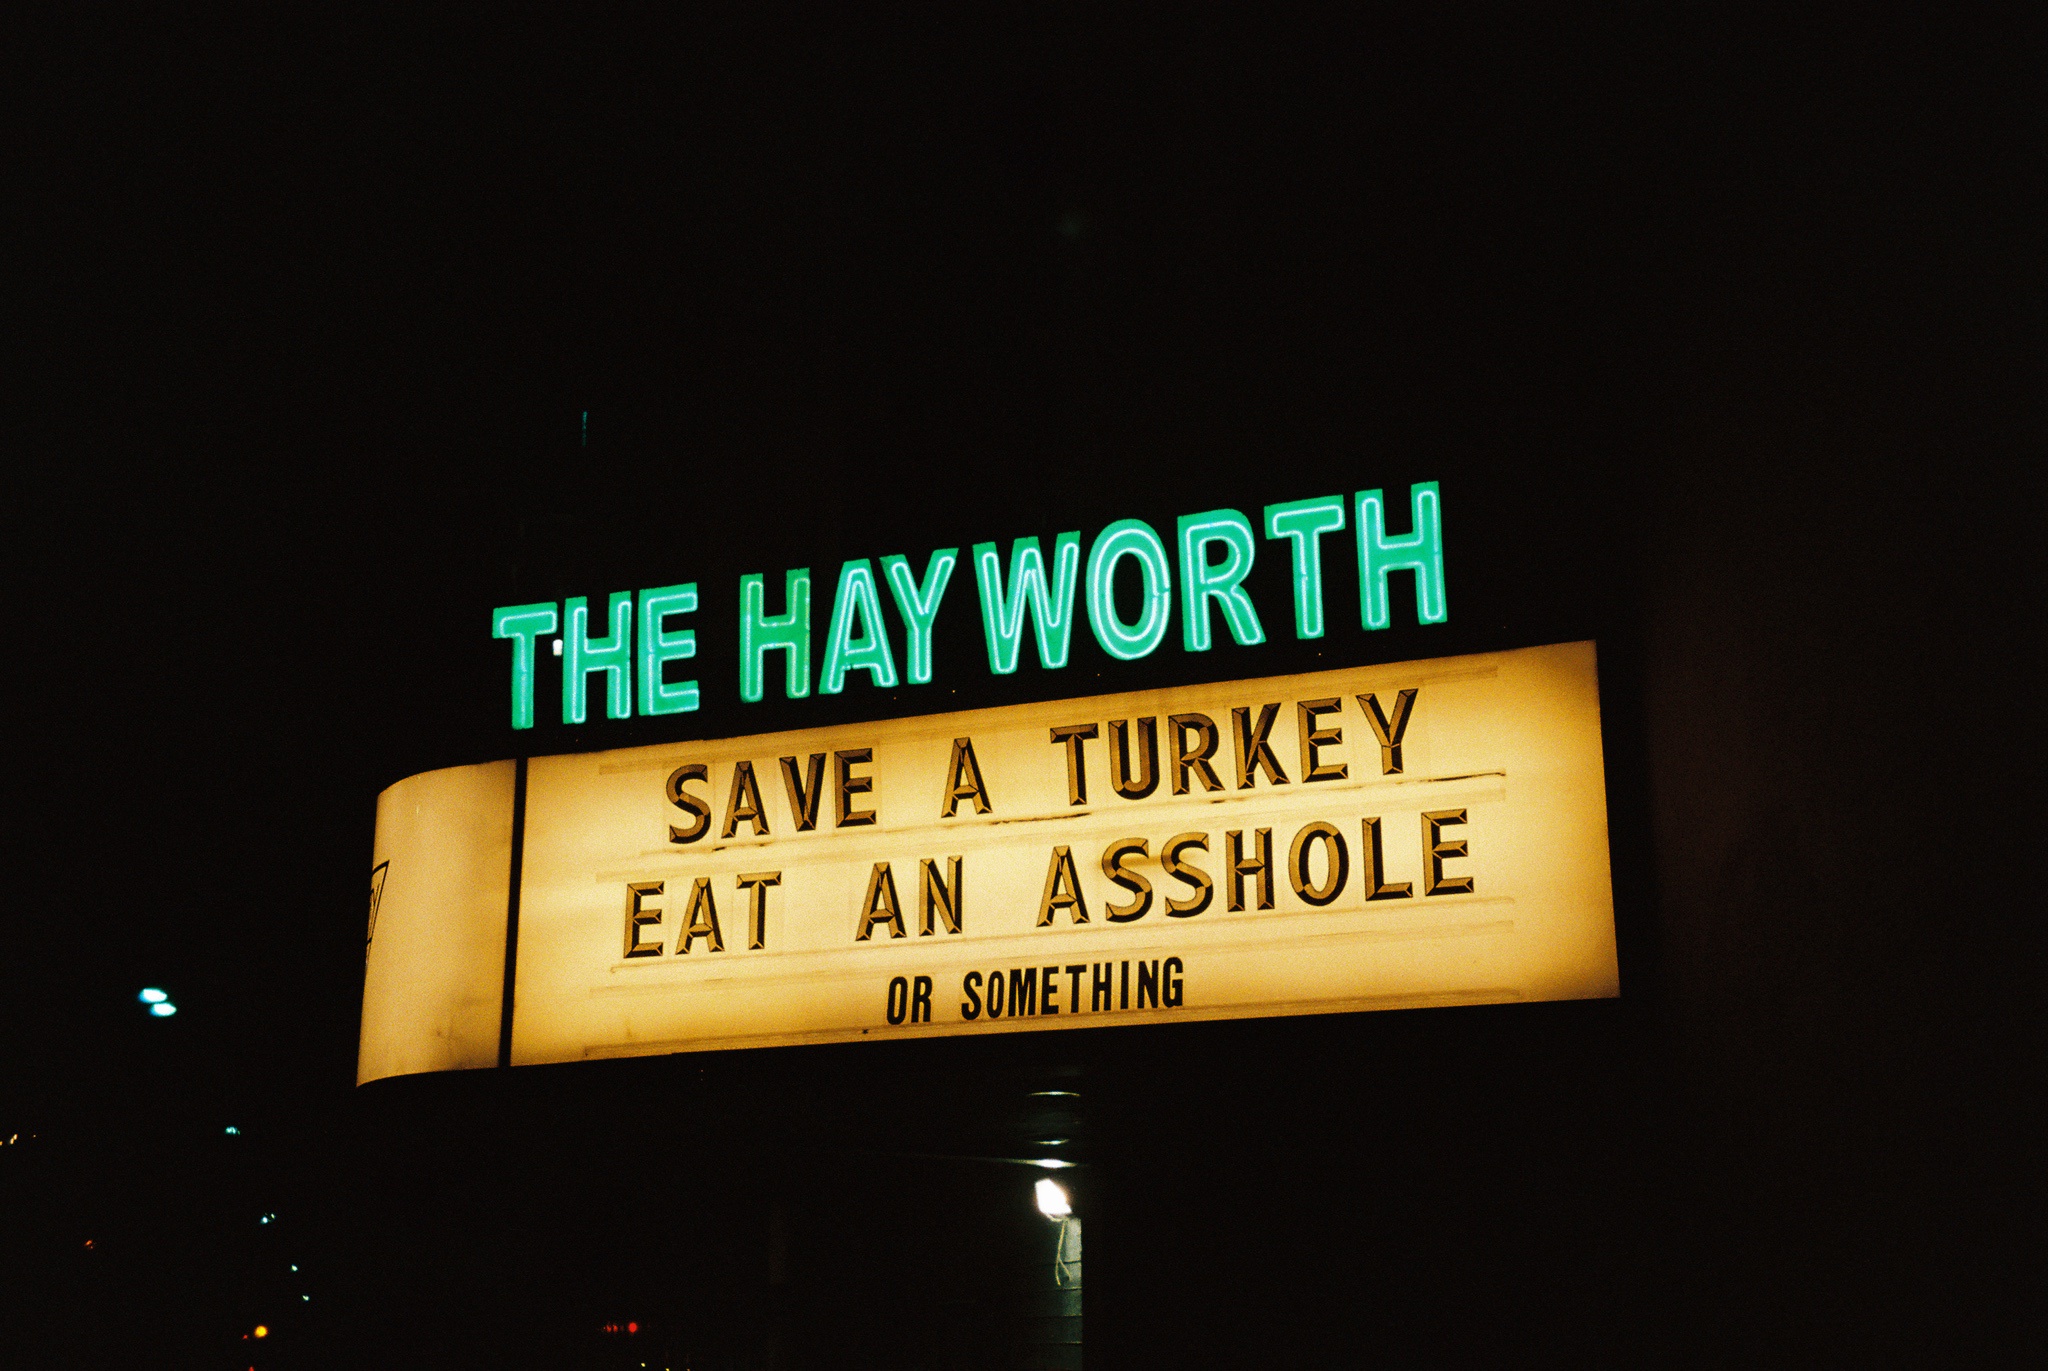 THE HAYWORTH
SAVE A TURKEY
EAT AN ASSHOLE
OR SOMETHING